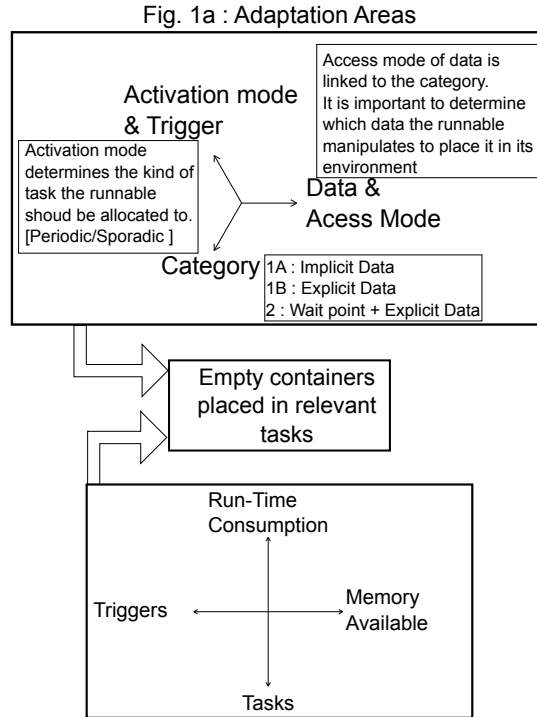 Fig. 1a : Adaptation Areas
Access mode of data is
linked to the category.
It is important to determine
which data the runnable
manipulates to place it in its
environment
Activation mode
& Trigger
Activation mode
determines the kind of
task the runnable
shoud be allocated to.
[Periodic/Sporadic ]
Data &
Acess Mode
Category
1A : Implicit Data
1B : Explicit Data
2 : Wait point + Explicit Data
Empty containers
placed in relevant
tasks
Run-Time
Consumption
Triggers
Memory
Available
Tasks